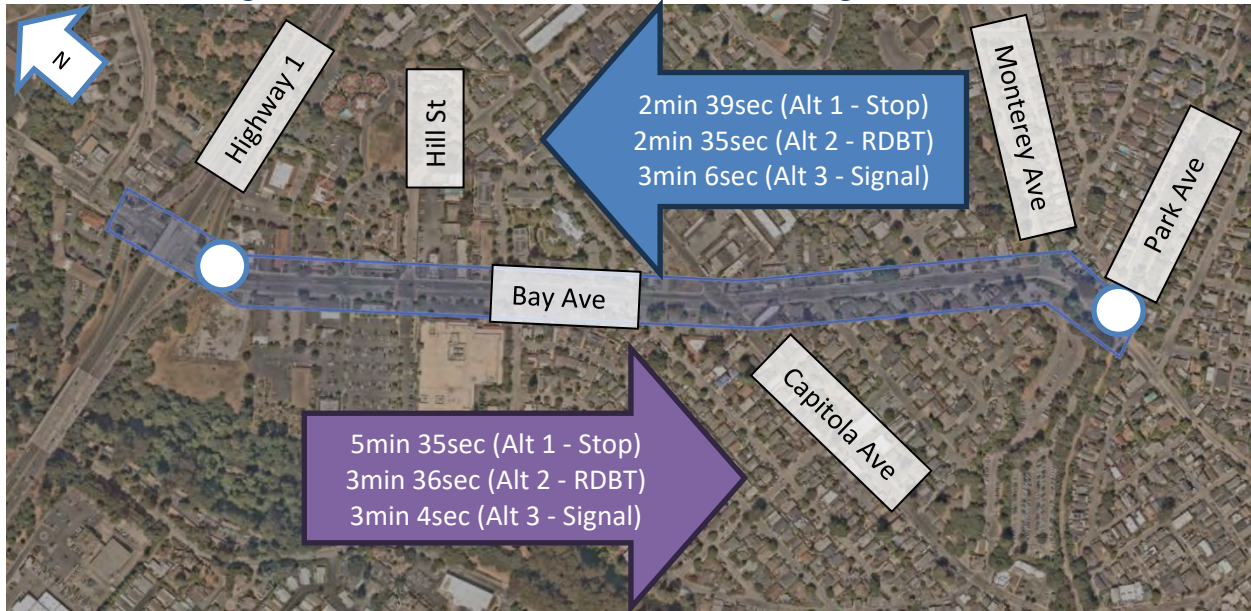 N
Highway 1
Hill St
2min 39sec (Alt 1 - Stop)
2min 35sec (Alt 2 - RDBT)
3min 6sec (Alt 3 - Signal)
Monterey Ave
Park Ave
Bay Ave
5min 35sec (Alt 1 - Stop)
3min 36sec (Alt 2 - RDBT)
3min 4sec (Alt 3 - Signal)
Capitola Ave